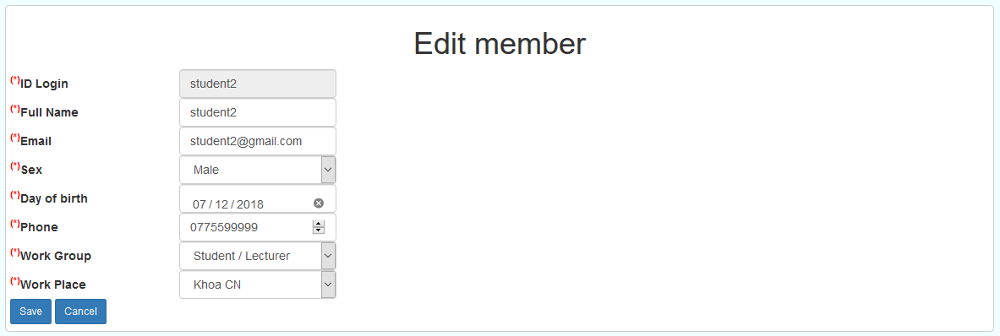 Edit member
(*)ID Login student2
(*)Full Name student2
(*)Email student2@gmail.com
(*)Sex Male
(*)Day of birth 07 / 12 / 2018
(*)Phone 0775599999
(*)Work Group Student / Lecturer
(*)Work Place Khoa CN
Save Cancel